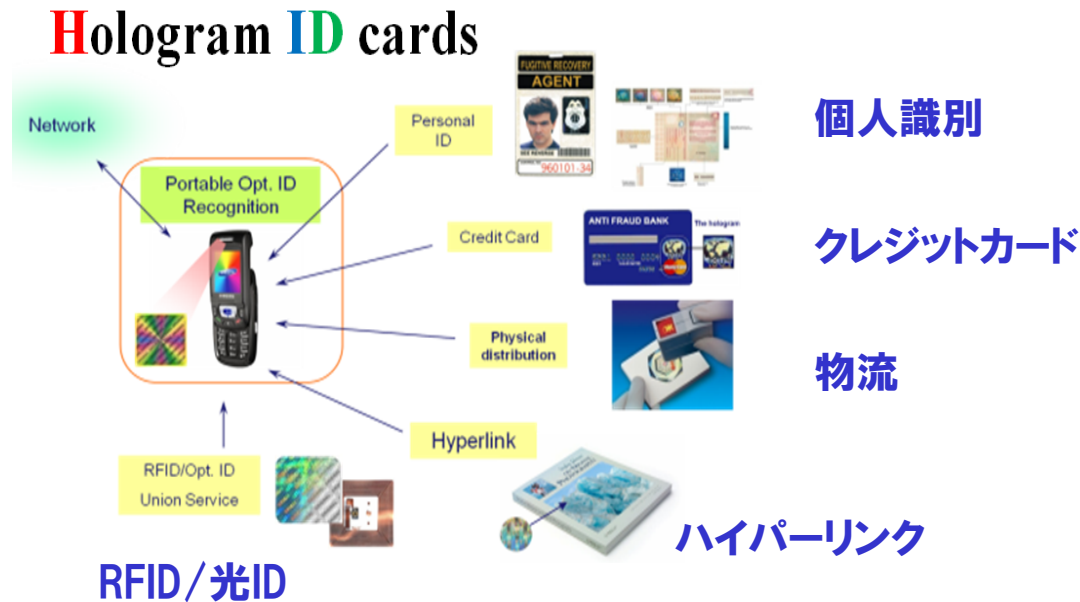 Hologram ID cards
Network
Portable Opt. ID
Recognition
Personal
ID
FUGITIVE RECOVERY
AGENT
960101-34
個人識別
Credit Card
ANTI FRAUD BANK
The hologram
クレジットカード
Physical
distribution
物流
Hyperlink
ハイパーリンク
RFID/Opt. ID
Union Service
RFID/光ID